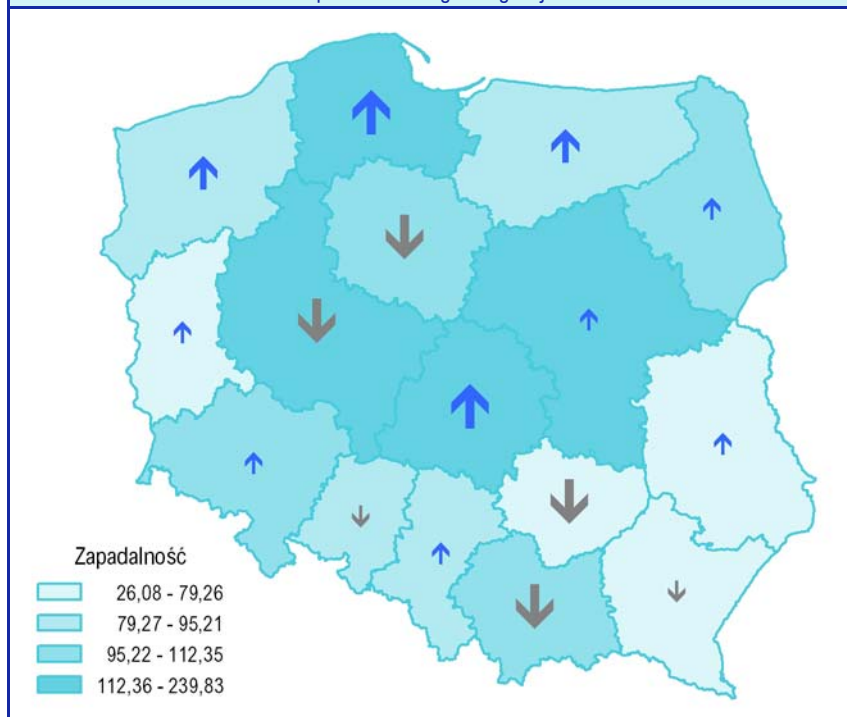 Zapadalność
26,08 - 79,26
79,27 - 95,21
95,22 - 112,35
112,36 - 239,83